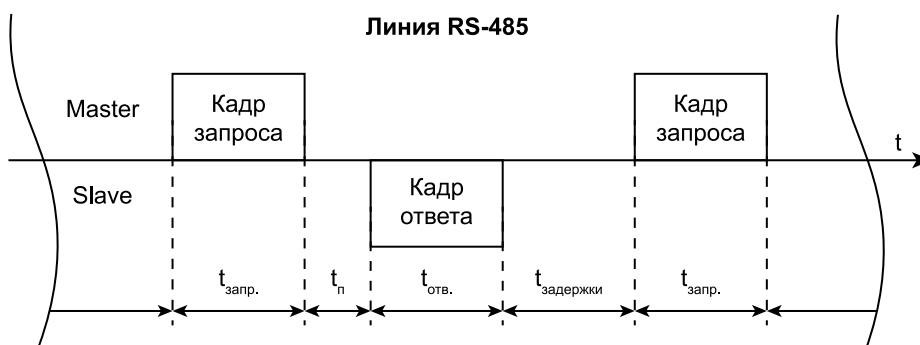 Линия RS-485
Master
Кадр
запроса
Кадр
запроса
t
Slave
Кадр
ответа
tзапр.
tп
tотв.
tзадержки
tзапр.